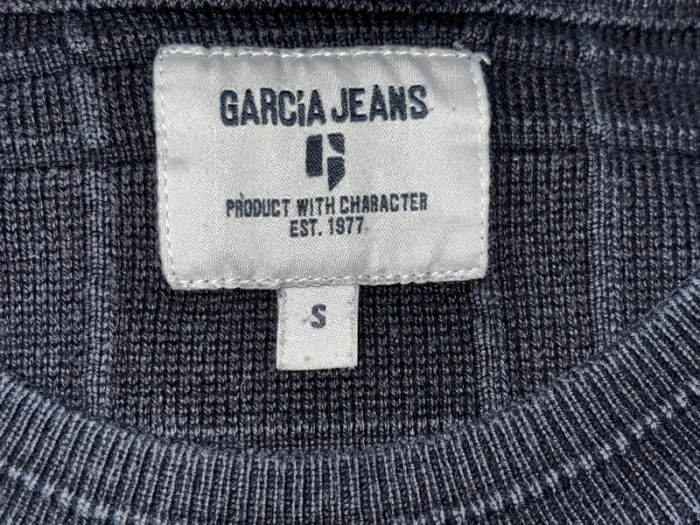 GARCiA JEANS
PRODUCT WITH CHARACTER
EST. 1977
S